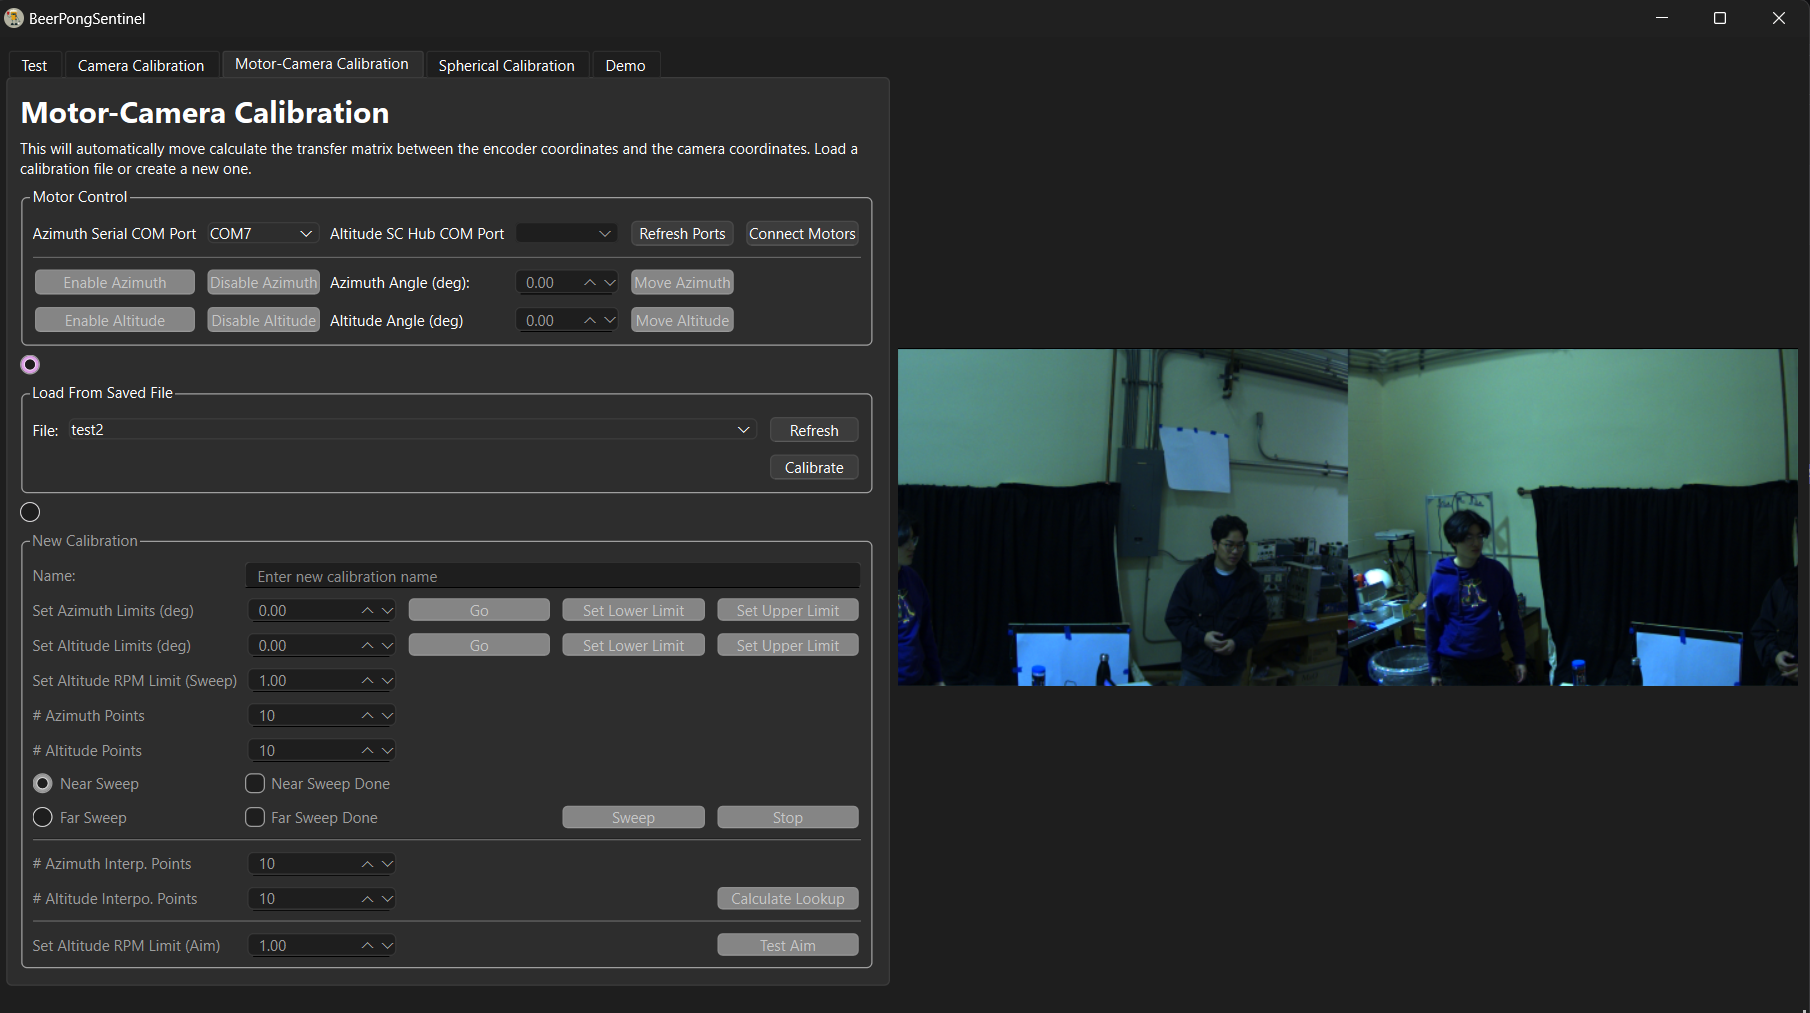 BeerPongSentinel
Test Camera Calibration Motor-Camera Calibration Spherical Calibration Demo
Motor-Camera Calibration
This will automatically move calculate the transfer matrix between the encoder coordinates and the camera coordinates. Load a
calibration file or create a new one.
Motor Control
Azimuth Serial COM Port COM7 Altitude SC Hub COM Port Refresh Ports Connect Motors
Enable Azimuth Disable Azimuth Azimuth Angle (deg): 0.00 Move Azimuth
Enable Altitude Disable Altitude Altitude Angle (deg) 0.00 Move Altitude
Load From Saved File
File: test2 Refresh
Calibrate
New Calibration
Name: Enter new calibration name
Set Azimuth Limits (deg) 0.00 Go Set Lower Limit Set Upper Limit
Set Altitude Limits (deg) 0.00 Go Set Lower Limit Set Upper Limit
Set Altitude RPM Limit (Sweep) 1.00
# Azimuth Points 10
# Altitude Points 10
Near Sweep Near Sweep Done
Far Sweep Far Sweep Done Sweep Stop
# Azimuth Interp. Points 10
# Altitude Interpo. Points 10 Calculate Lookup
Set Altitude RPM Limit (Aim) 1.00 Test Aim